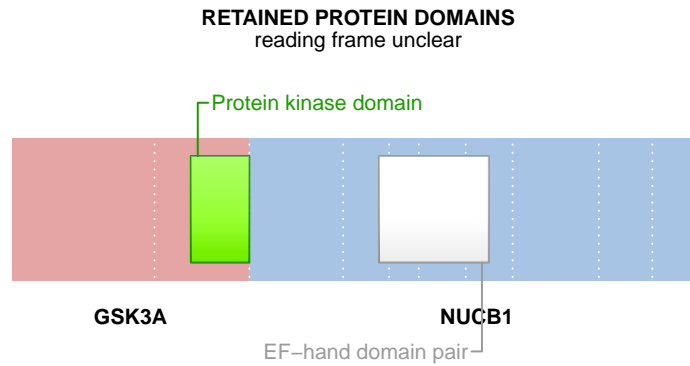 RETAINED PROTEIN DOMAINS
reading frame unclear
Protein kinase domain
GSK3A
NUCB1
EF−hand domain pair